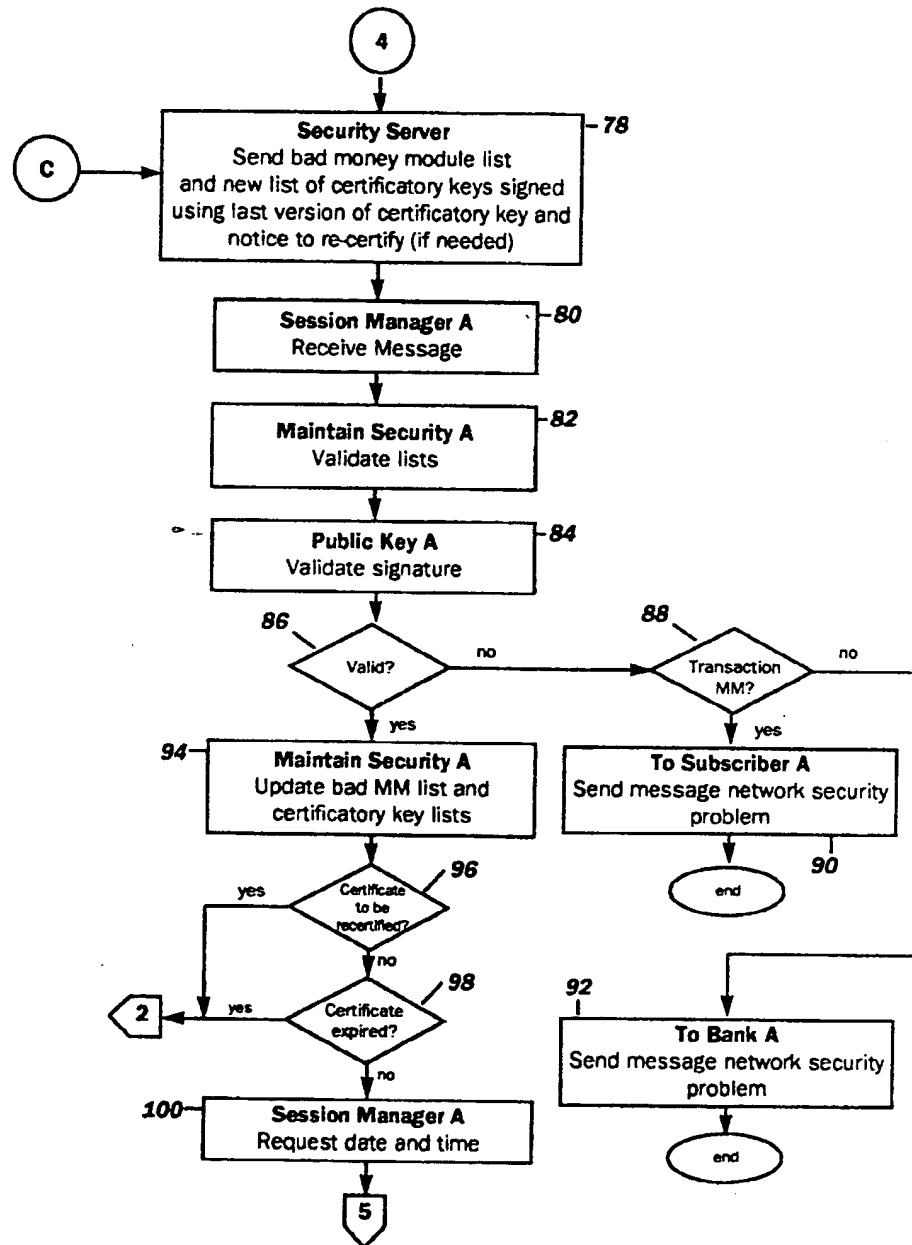 4
C
Security Server
78
Send bad money module list
and new list of certificatory keys signed
using last version of certificatory key and
notice to re-certify (if needed)
Session Manager A
80
Receive Message
Maintain Security A
82
Validate lists
Public Key A
84
Validate signature
86
Valid?
no
88
Transaction
MM?
no
yes
yes
94
Maintain Security A
Update bad MM list and
certificatory key lists
To Subscriber A
Send message network security
problem
90
end
yes
Certificate
to be
recertified?
96
no
2
yes
Certificate
expired?
98
no
92
To Bank A
Send message network security
problem
end
100
Session Manager A
Request date and time
5